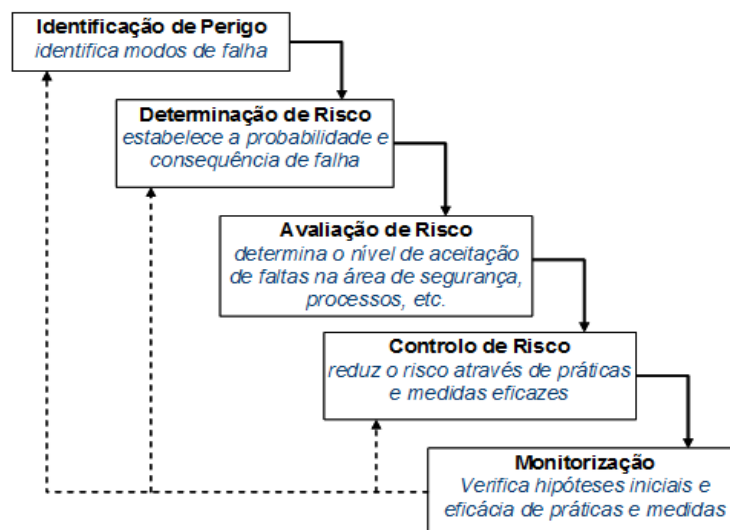 Identificação de Perigo
identifica modos de falha
Determinação de Risco
estabelece a probabilidade e
consequência de falha
Avaliação de Risco
determina o nível de aceitação
de faltas na área de segurança,
processos, etc.
Controlo de Risco
reduz o risco através de práticas
e medidas eficazes
Monitorização
Verifica hipóteses iniciais e
eficácia de práticas e medidas